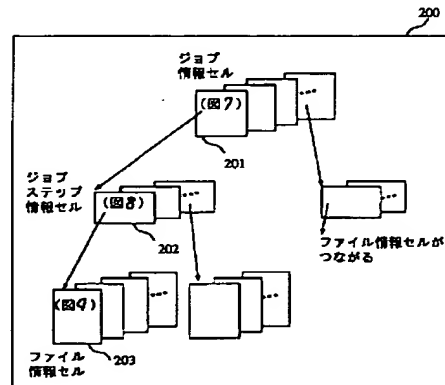 200
ジョブ
情報セル
(図7)
201
ジョブ
ステップ
情報セル
(図8)
202
ファイル情報セルが
つながる
(図9)
203
ファイル
情報セル